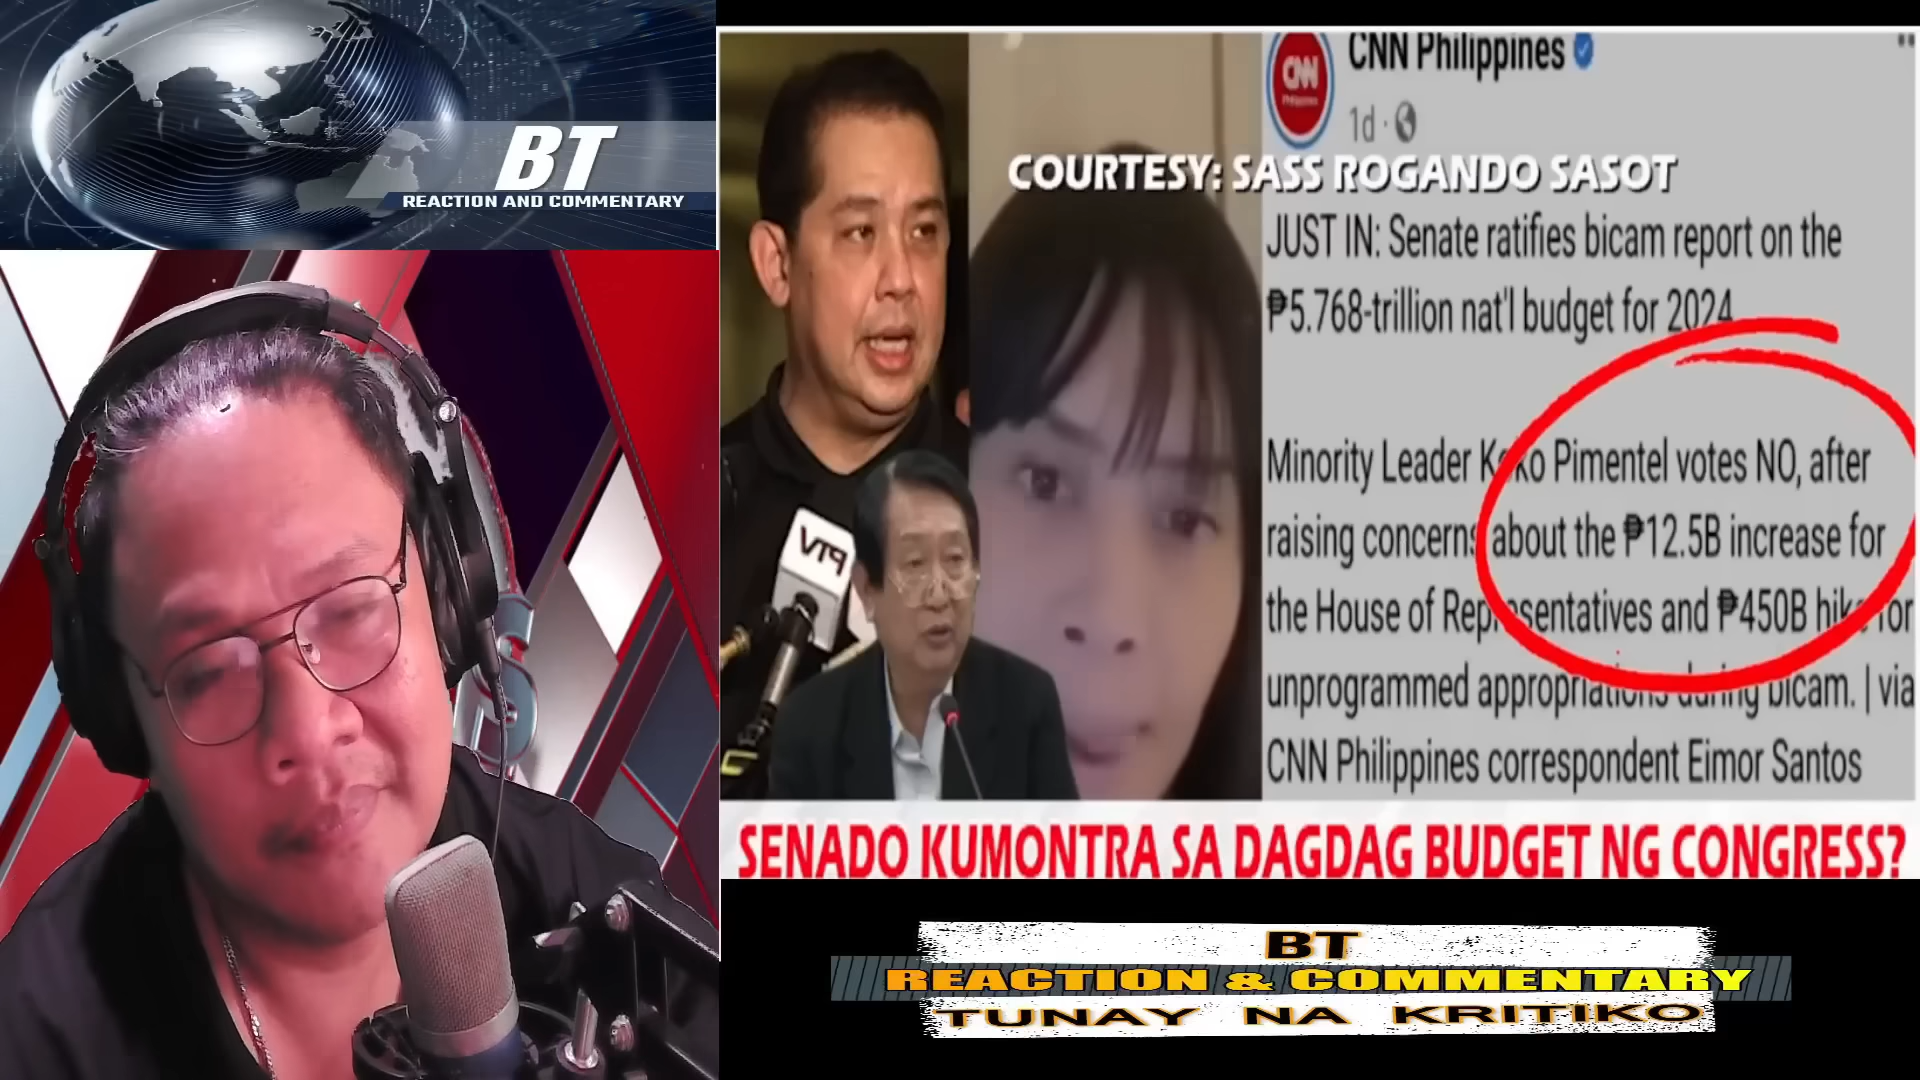 BT
REACTION AND COMMENTARY
CNN Philippines
CNN
Philippines
1d
COURTESY: SASS ROGANDO SASOT
JUST IN: Senate ratifies bicam report on the
₱5.768-trillion nat'l budget for 2024
Minority Leader Koko Pimentel votes NO, after
raising concerns about the ₱12.5B increase for
the House of Representatives and ₱450B hike for
unprogrammed appropriations during bicam. | via
CNN Philippines correspondent Eimor Santos
PTV
SENADO KUMONTRA SA DAGDAG BUDGET NG CONGRESS?
BT
REACTION & COMMENTARY
TUNAY NA KRITIKO